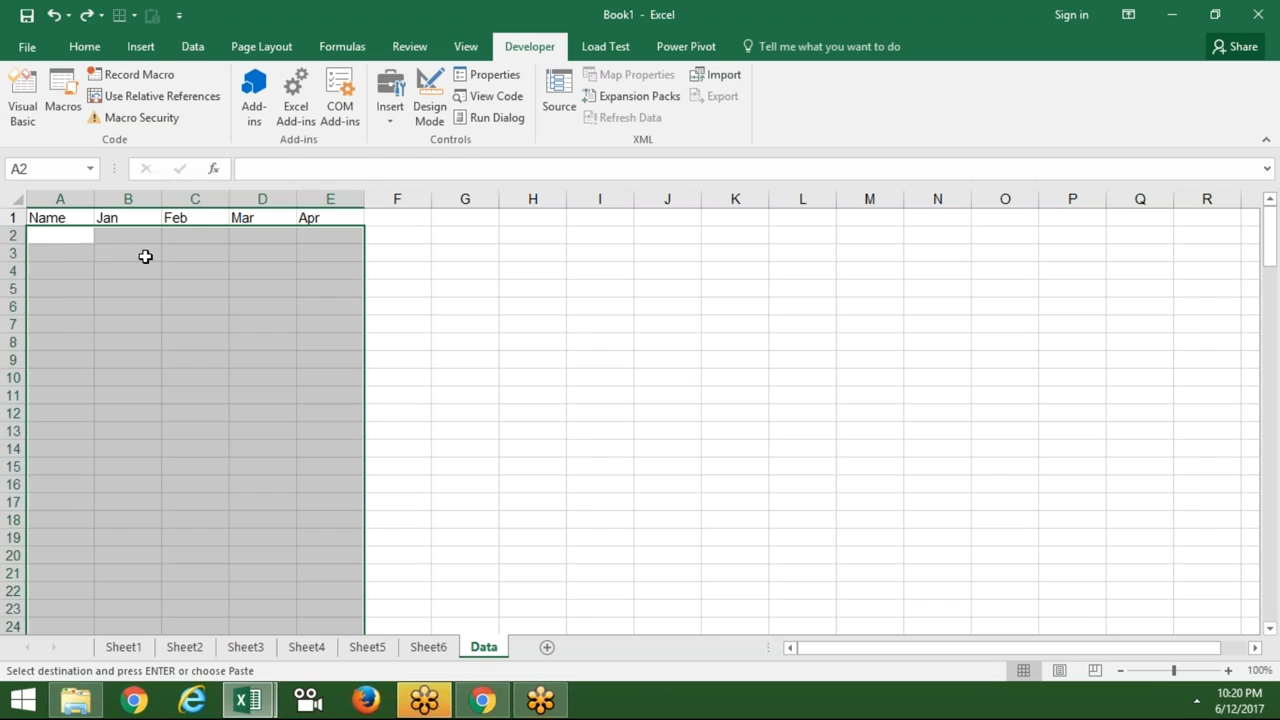 Book1 - Excel
Sign in
File Home Insert Data Page Layout Formulas Review View Developer Load Test Power Pivot Tell me what you want to do Share
Visual Basic
Macros
Record Macro
Use Relative References
Macro Security
Code
Add-ins
Excel Add-ins
COM Add-ins
Add-ins
Insert
Design Mode
Properties
View Code
Run Dialog
Controls
Source
Map Properties
Expansion Packs
Refresh Data
Import
Export
XML
A2
fx
A B C D E F G H I J K L M N O P Q R
1 Name Jan Feb Mar Apr
2
3
4
5
6
7
8
9
10
11
12
13
14
15
16
17
18
19
20
21
22
23
24
Sheet1 Sheet2 Sheet3 Sheet4 Sheet5 Sheet6 Data
Select destination and press ENTER or choose Paste
100%
10:20 PM
6/12/2017